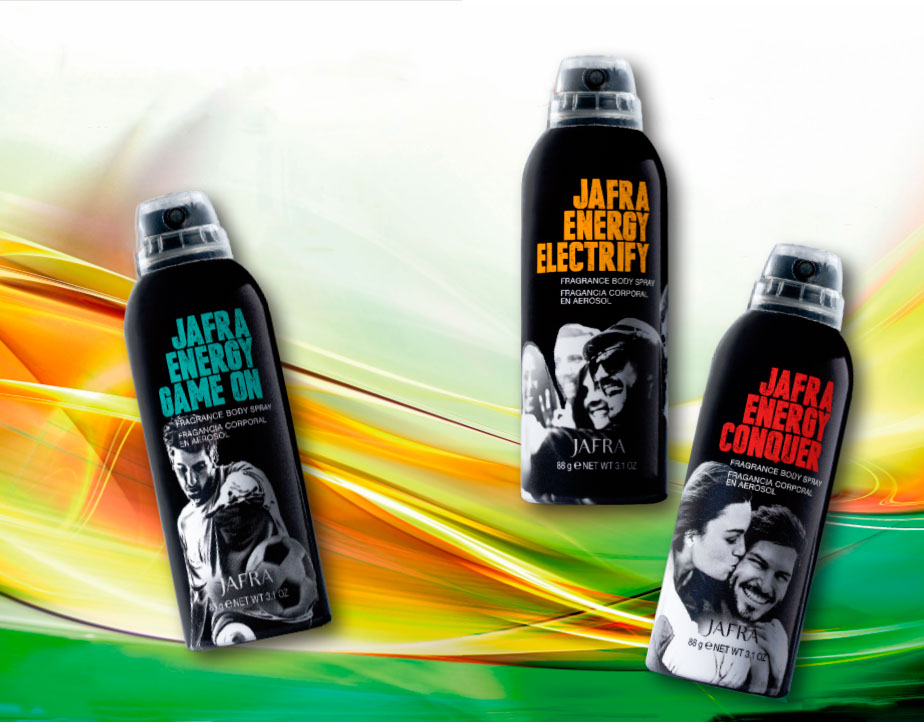 JAFRA
ENERGY
GAME ON
FRAGRANCE BODY SPRAY
FRAGANCIA CORPORAL
EN AEROSOL
JAFRA
88 g e NET WT 3.1 OZ
JAFRA
ENERGY
ELECTRIFY
FRAGRANCE BODY SPRAY
FRAGANCIA CORPORAL
EN AEROSOL
JAFRA
88 g e NET WT 3.1 OZ
JAFRA
ENERGY
CONQUER
FRAGRANCE BODY SPRAY
FRAGANCIA CORPORAL
EN AEROSOL
JAFRA
88 g e NET WT 3.1 OZ